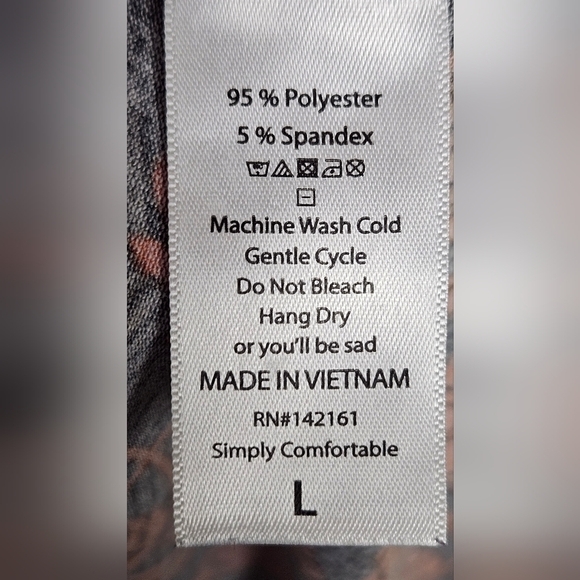 95 % Polyester
5 % Spandex
Machine Wash Cold
Gentle Cycle
Do Not Bleach
Hang Dry
or you'll be sad
MADE IN VIETNAM
RN#142161
Simply Comfortable
L